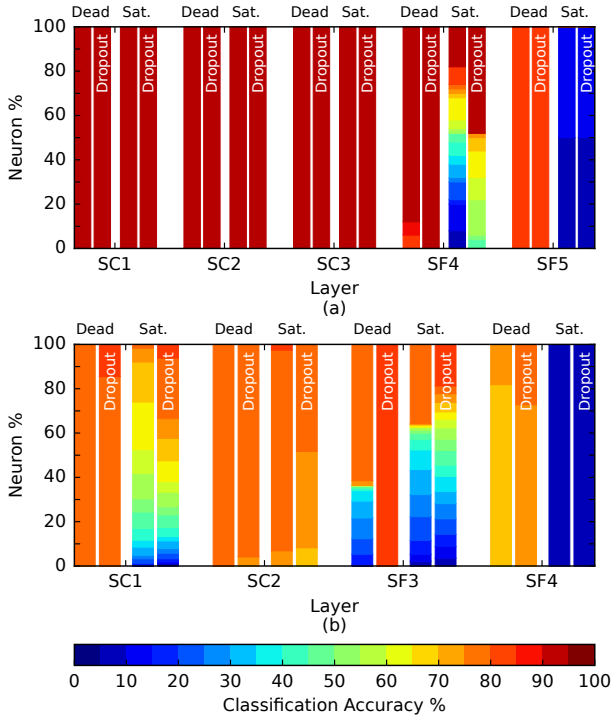 Dead Sat. Dead Sat. Dead Sat. Dead Sat. Dead Sat.
100
80
60
40
20
0
Neuron %
Dropout Dropout Dropout Dropout Dropout Dropout Dropout Dropout Dropout Dropout
SC1 SC2 SC3 SF4 SF5
Layer
(a)
Dead Sat. Dead Sat. Dead Sat. Dead Sat.
100
80
60
40
20
0
Neuron %
Dropout Dropout Dropout Dropout Dropout Dropout Dropout Dropout
SC1 SC2 SF3 SF4
Layer
(b)
0 10 20 30 40 50 60 70 80 90 100
Classification Accuracy %